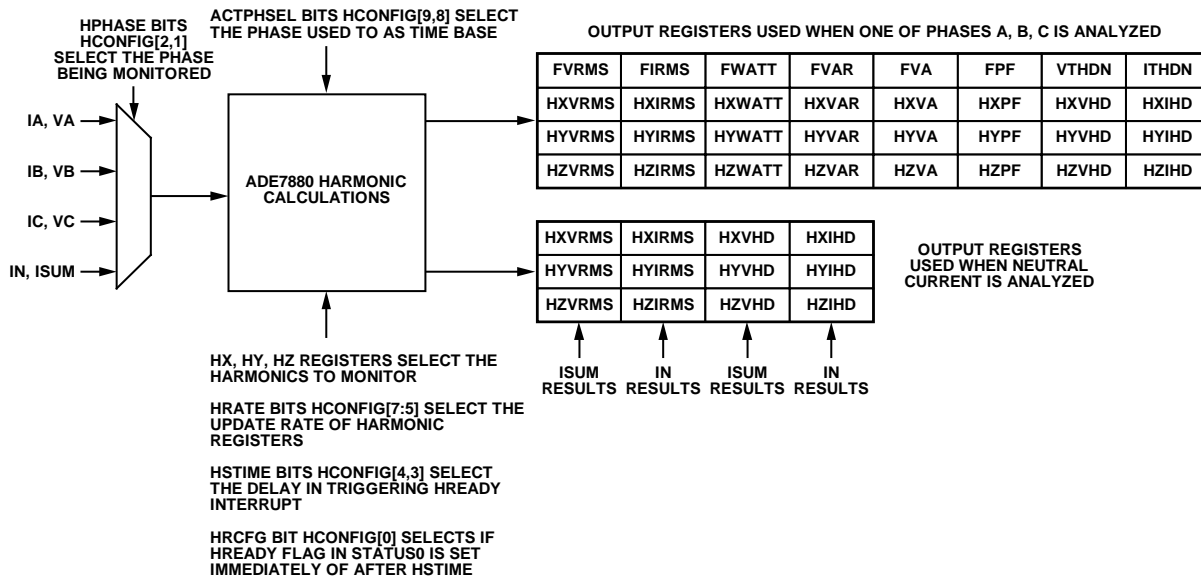 HPHASE BITS
HCONFIG[2,1]
SELECT THE PHASE
BEING MONITORED
ACTPHSEL BITS HCONFIG[9,8] SELECT
THE PHASE USED TO AS TIME BASE
IA, VA
IB, VB
IC, VC
IN, ISUM
ADE7880 HARMONIC
CALCULATIONS
OUTPUT REGISTERS USED WHEN ONE OF PHASES A, B, C IS ANALYZED
FVRMS FIRMS FWATT FVAR FVA FPF VTHDN ITHDN
HXVRMS HXIRMS HXWATT HXVAR HXVA HXPF HXVHD HXIHD
HYVRMS HYIRMS HYWATT HYVAR HYVA HYPF HYVHD HYIHD
HZVRMS HZIRMS HZWATT HZVAR HZVA HZPF HZVHD HZIHD
HXVRMS HXIRMS HXVHD HXIHD
HYVRMS HYIRMS HYVHD HYIHD
HZVRMS HZIRMS HZVHD HZIHD
OUTPUT REGISTERS
USED WHEN NEUTRAL
CURRENT IS ANALYZED
ISUM
RESULTS
IN
RESULTS
ISUM
RESULTS
IN
RESULTS
HX, HY, HZ REGISTERS SELECT THE
HARMONICS TO MONITOR
HRATE BITS HCONFIG[7:5] SELECT THE
UPDATE RATE OF HARMONIC
REGISTERS
HSTIME BITS HCONFIG[4,3] SELECT
THE DELAY IN TRIGGERING HREADY
INTERRUPT
HRCFG BIT HCONFIG[0] SELECTS IF
HREADY FLAG IN STATUS0 IS SET
IMMEDIATELY OF AFTER HSTIME